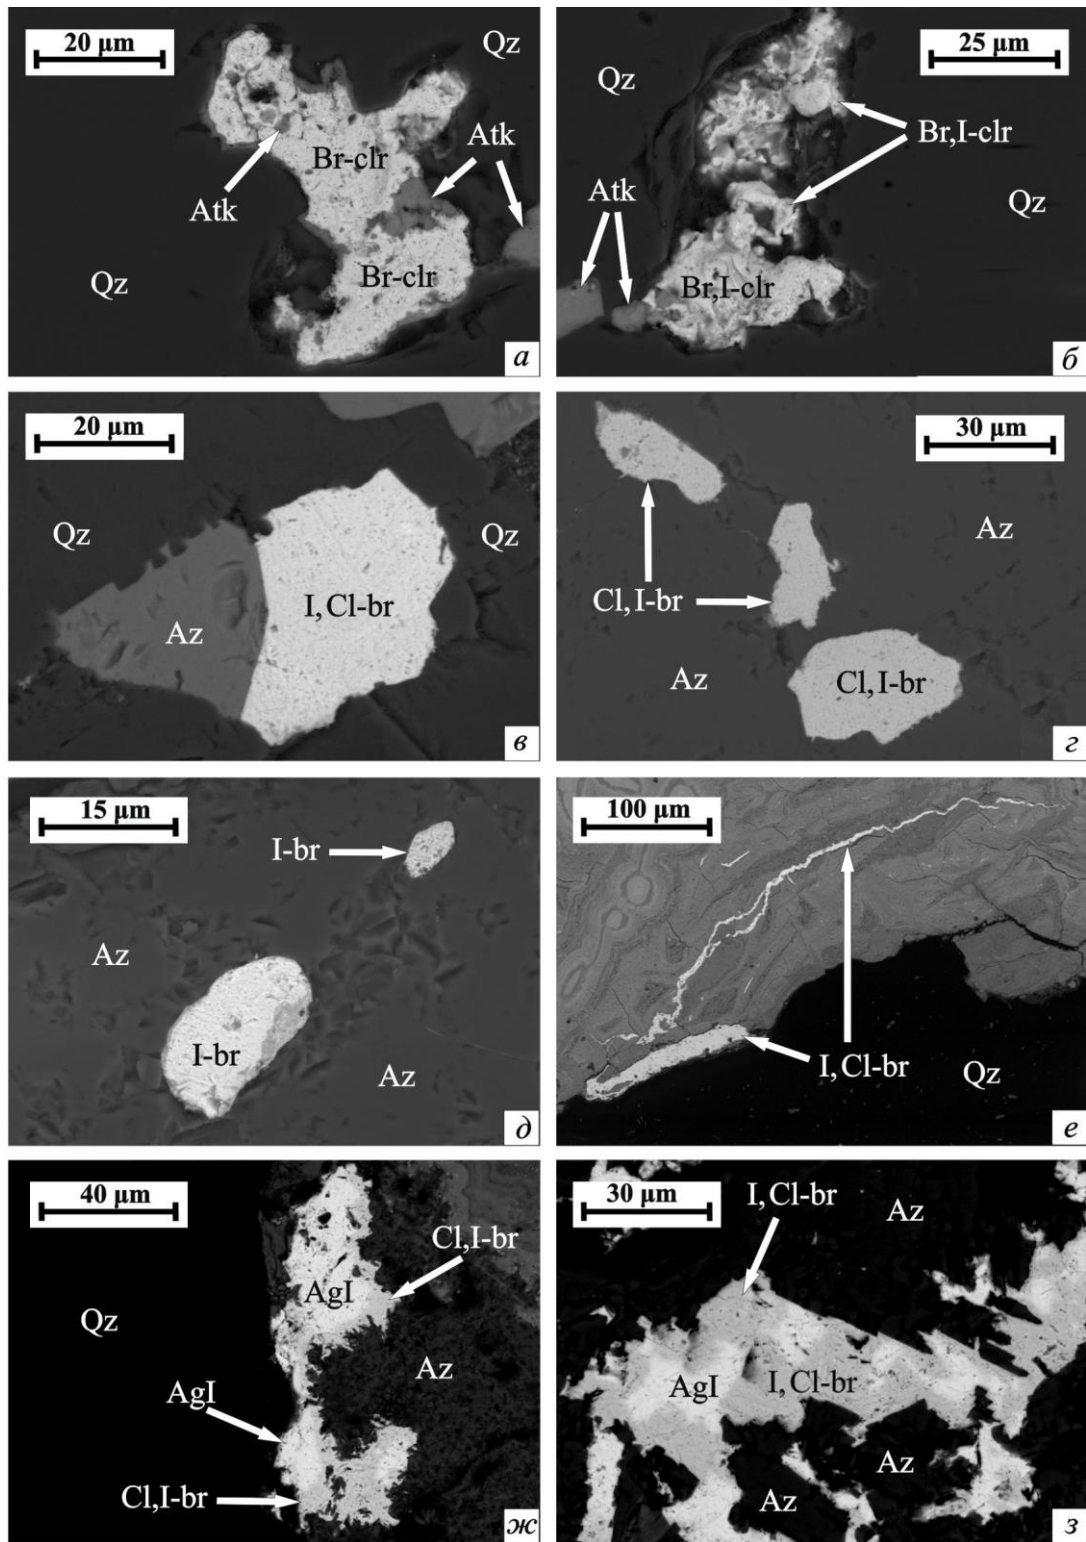 20 µm
Qz
Atk
Br-clr
Atk
Br-clr
Qz
а
25 µm
Qz
Br,I-clr
Atk
Qz
Br,I-clr
б
20 µm
Qz
Qz
I, Cl-br
Az
в
30 µm
Az
Cl, I-br
Az
Cl, I-br
г
15 µm
I-br
Az
I-br
Az
д
100 µm
I, Cl-br
Qz
е
40 µm
Cl,I-br
AgI
Qz
Az
AgI
Cl,I-br
ж
30 µm
I, Cl-br
Az
AgI
I, Cl-br
Az
Az
з